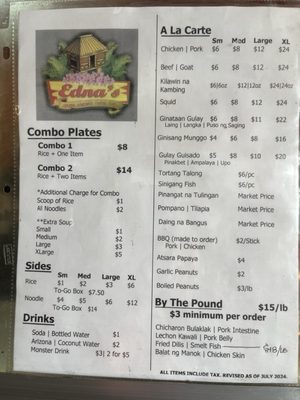 Edna's
Combo Plates
Combo 1 $8
Rice + One Item
Combo 2 $14
Rice + Two Items
*Additional Charge for Combo
Scoop of Rice $1
All Noodles $2
**Extra Soup
Small $1
Medium $2
Large $3
XLarge $5
Sides
Sm Med Large XL
Rice $1 $2 $3 $6
To-Go Box $7.50
Noodle $4 $5 $6 $12
To-Go Box $14
Drinks
Soda | Bottled Water $1
Arizona | Coconut Water $2
Monster Drink $3| 2 for $5
A La Carte
Sm Med Large XL
Chicken | Pork $6 $8 $12 $24
Beef | Goat $6 $8 $12 $24
Kilawin na
Kambing $6|6oz $12|12oz $24|24oz
Squid $6 $8 $12 $24
Ginataan Gulay $6 $8 $11 $22
Laing | Langka | Puso ng Saging
Ginisang Munggo $4 $6 $8 $16
Gulay Guisado $5 $8 $10 $20
Pinakbet | Ampalaya | Upo
Tortang Talong $6/pc
Sinigang Fish $6/pc
Pinangat na Tulingan Market Price
Pompano | Tilapia Market Price
Daing na Bangus Market Price
BBQ (made to order) $2/Stick
Pork | Chicken
Atsara Papaya $4
Garlic Peanuts $2
Boiled Peanuts $3/lb
By The Pound $15/lb
$3 minimum per order
Chicharon Bulaklak | Pork Intestine
Lechon Kawali | Pork Belly
Fried Dilis | Smelt Fish
Balat ng Manok | Chicken Skin
ALL ITEMS INCLUDE TAX. REVISED AS OF JULY 2024.